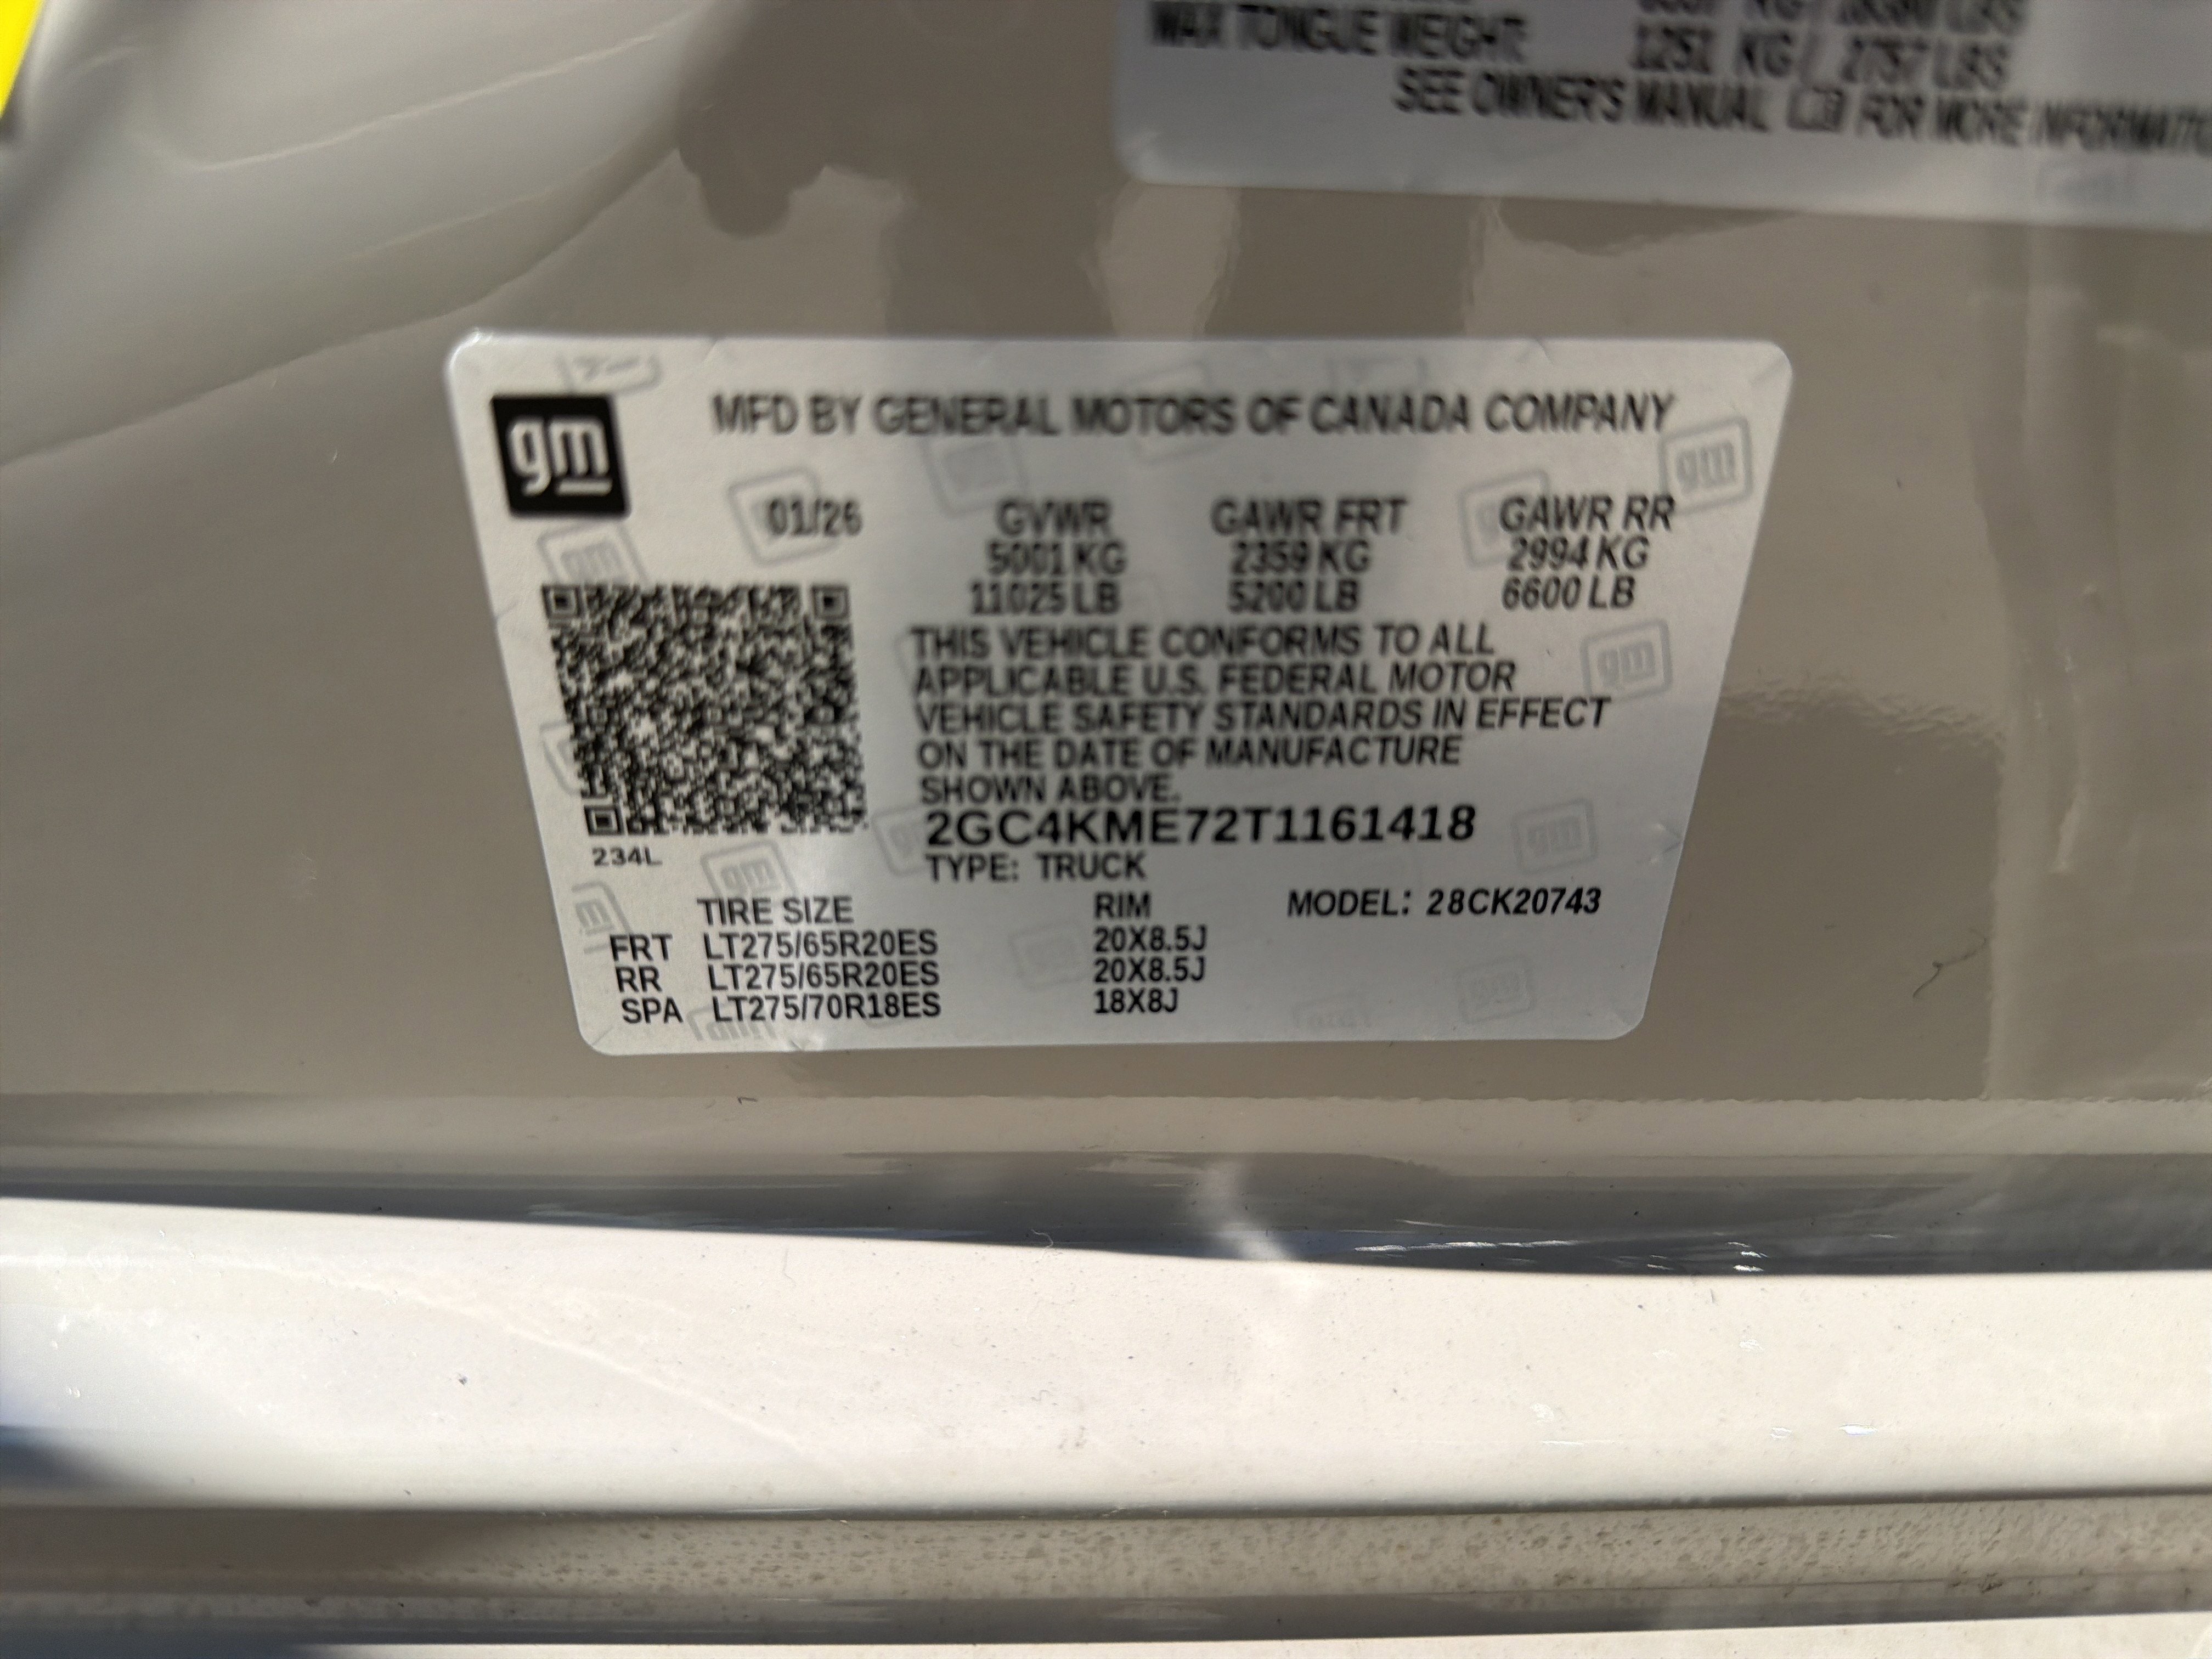 MAX TONGUE WEIGHT: 1251 KG / 2757 LBS
SEE OWNER'S MANUAL FOR MORE INFORMATIO
gm
MFD BY GENERAL MOTORS OF CANADA COMPANY
01/26 GVWR GAWR FRT GAWR RR
5001 KG 2359 KG 2994 KG
11025 LB 5200 LB 6600 LB
THIS VEHICLE CONFORMS TO ALL
APPLICABLE U.S. FEDERAL MOTOR
VEHICLE SAFETY STANDARDS IN EFFECT
ON THE DATE OF MANUFACTURE
SHOWN ABOVE.
2GC4KME72T1161418
234L
TYPE: TRUCK
TIRE SIZE RIM MODEL: 28CK20743
FRT LT275/65R20ES 20X8.5J
RR LT275/65R20ES 20X8.5J
SPA LT275/70R18ES 18X8J